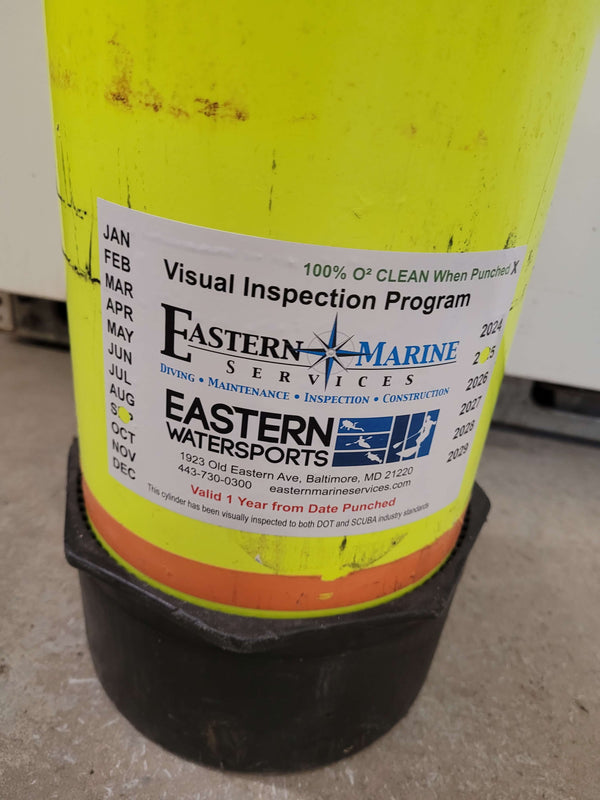 100% O² CLEAN When Punched X
Visual Inspection Program
JAN
FEB
MAR
APR
MAY
JUN
JUL
AUG
OCT
NOV
DEC
EASTERN MARINE
SERVICES
DIVING • MAINTENANCE • INSPECTION • CONSTRUCTION
EASTERN
WATERSPORTS
1923 Old Eastern Ave, Baltimore, MD 21220
443-730-0300 easternmarineservices.com
Valid 1 Year from Date Punched
This cylinder has been visually inspected to both DOT and SCUBA industry standards
2024
2026
2027
2028
2029